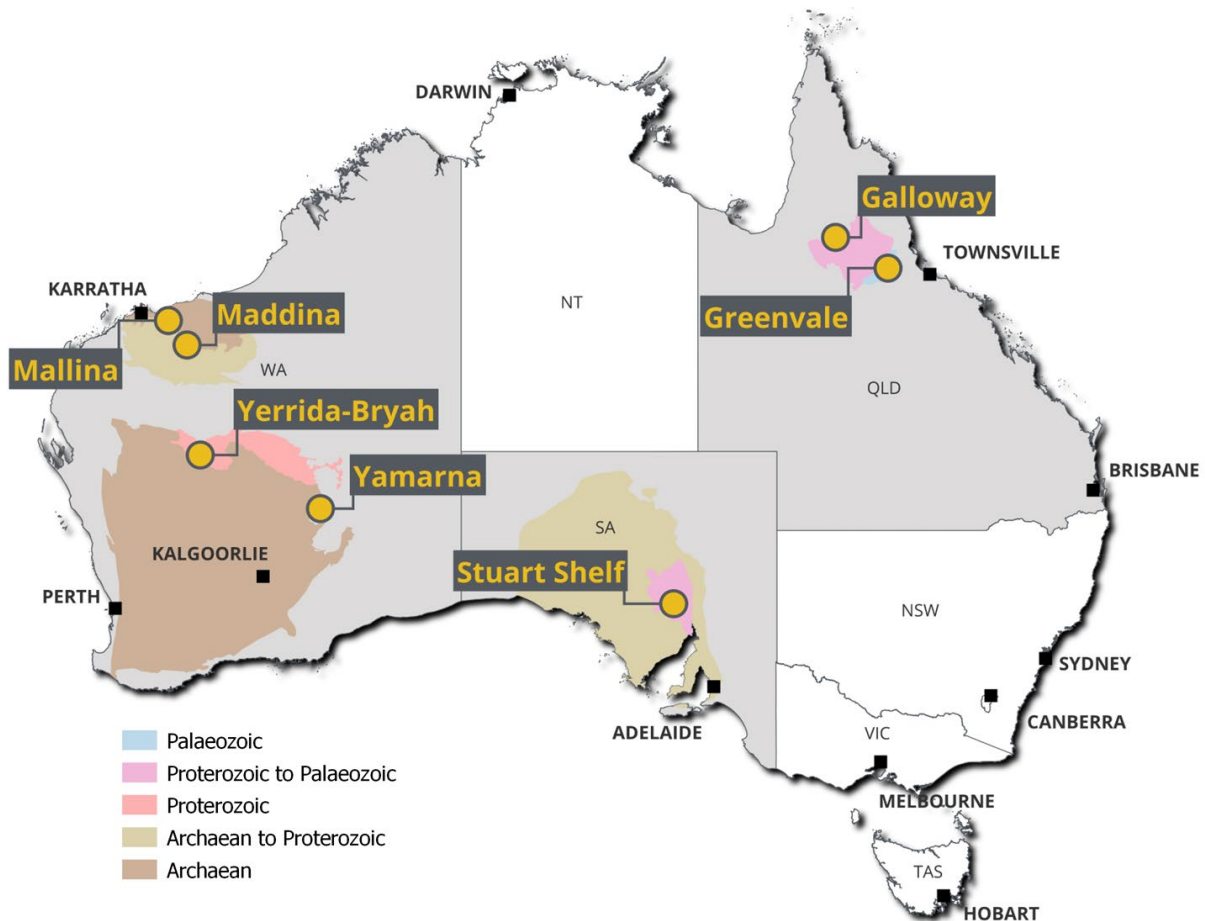 DARWIN
Galloway
TOWNSVILLE
KARRATHA
NT
Maddina
Greenvale
Mallina
WA
QLD
Yerrida-Bryah
Yamarna
BRISBANE
SA
KALGOORLIE
Stuart Shelf
PERTH
NSW
SYDNEY
CANBERRA
ADELAIDE
VIC
MELBOURNE
TAS
HOBART
Palaeozoic
Proterozoic to Palaeozoic
Proterozoic
Archaean to Proterozoic
Archaean